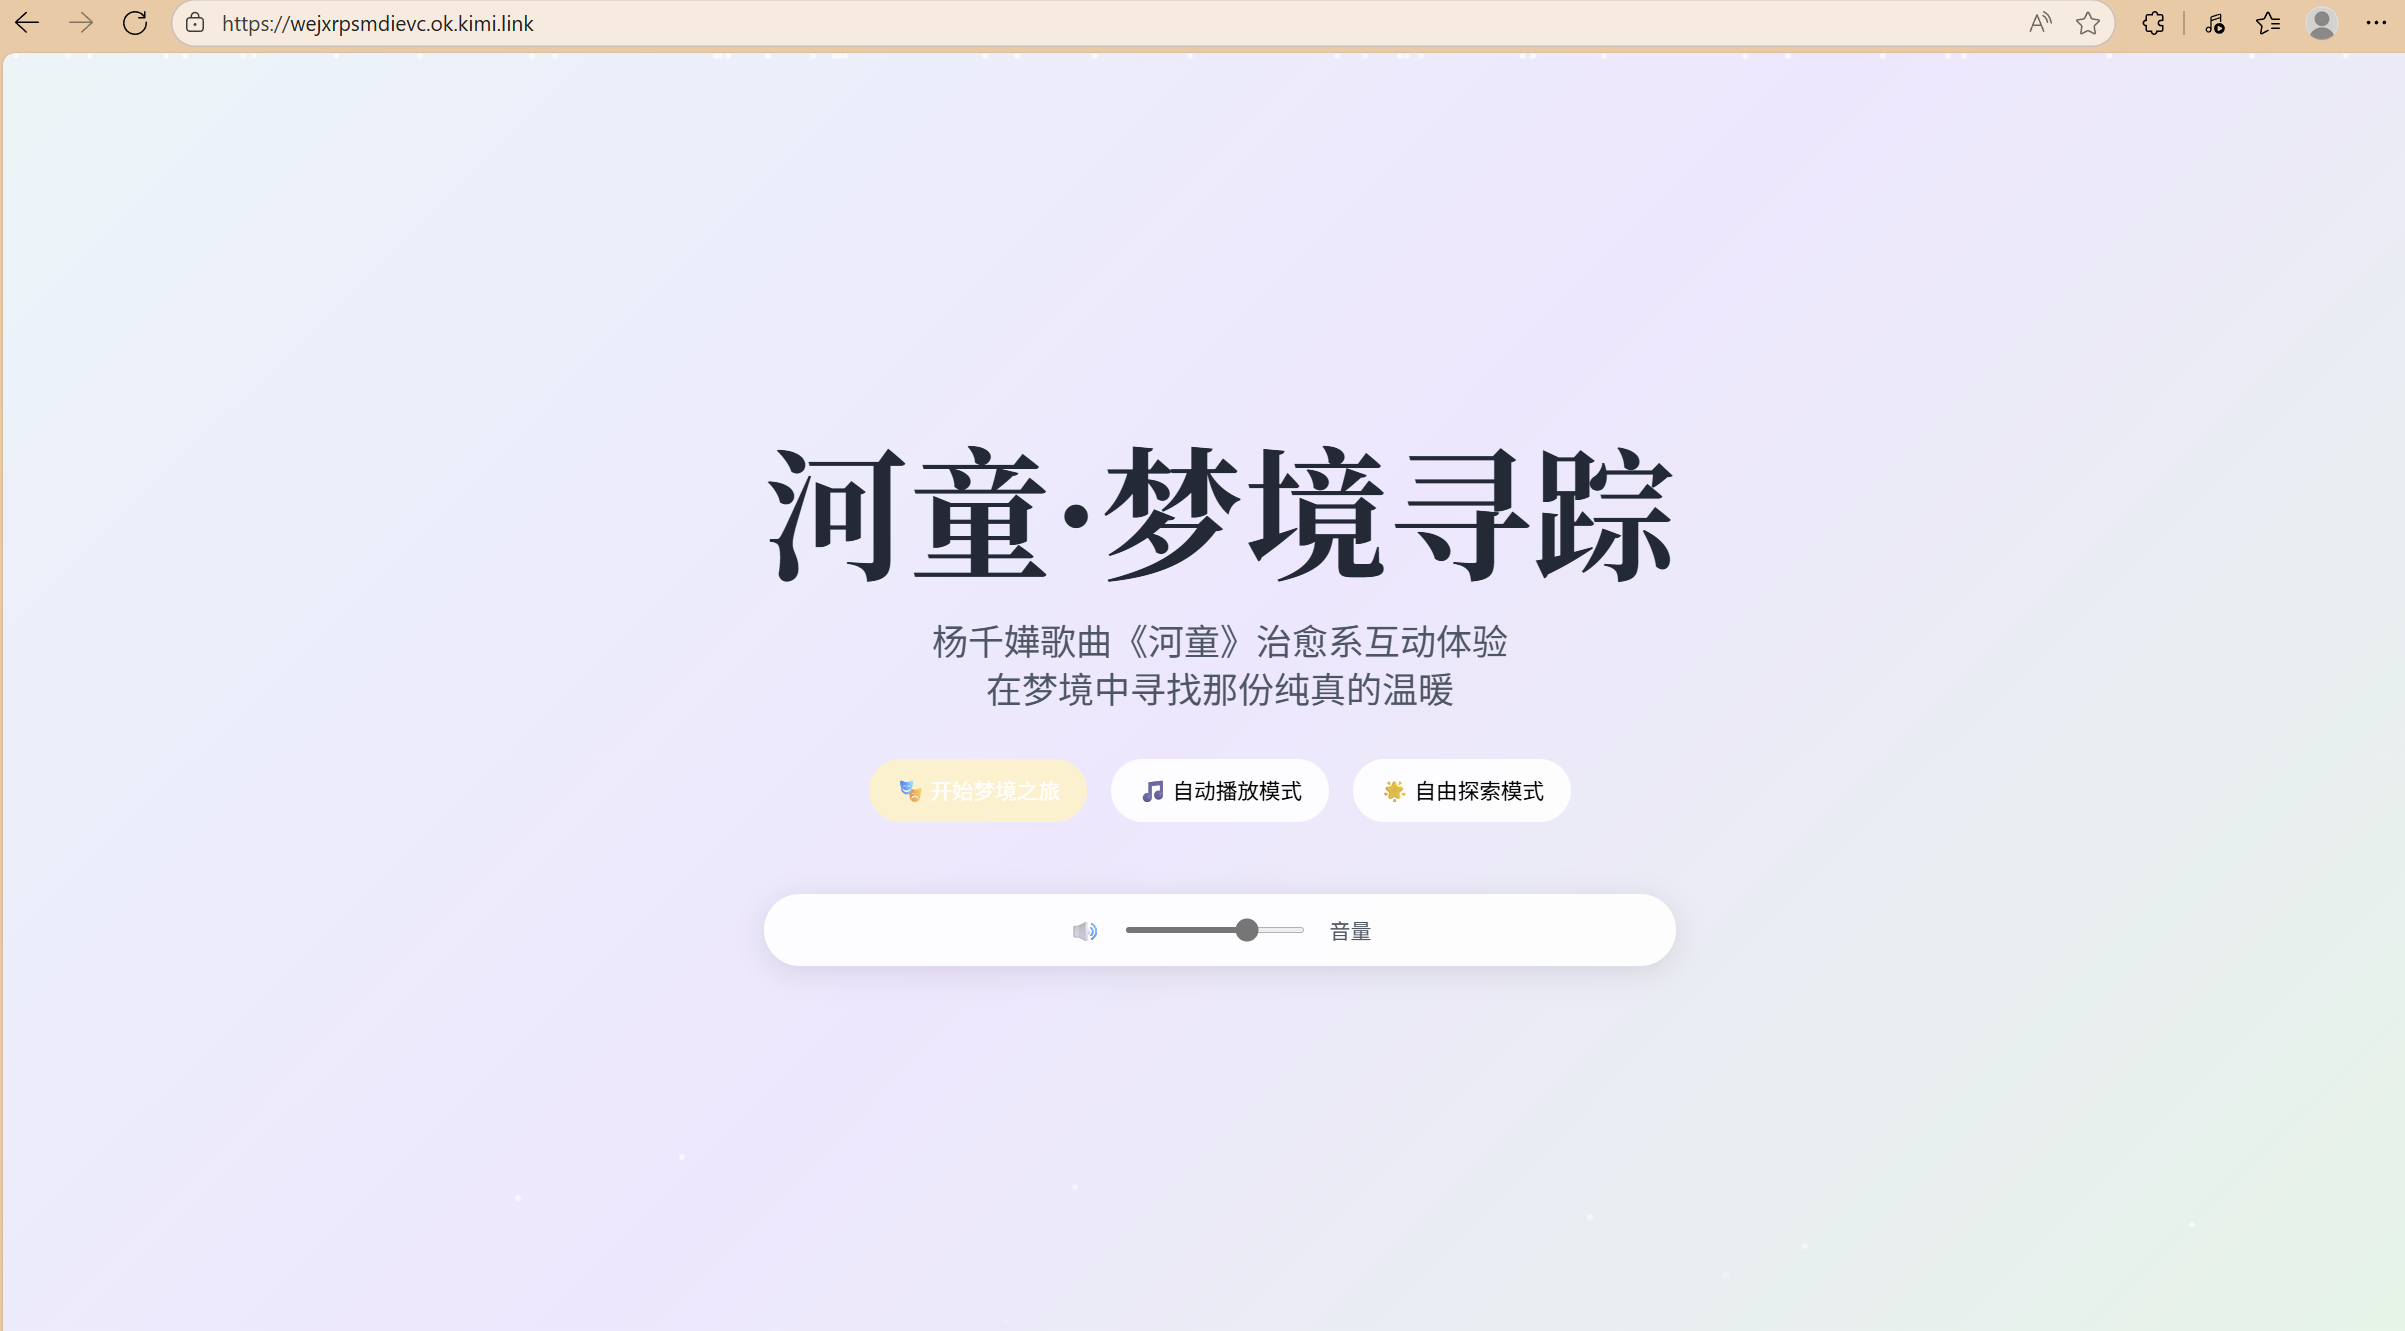 https://wejxrpsmdievc.ok.kimi.link
河童·梦境寻踪
杨千嬅歌曲《河童》治愈系互动体验
在梦境中寻找那份纯真的温暖
开始梦境之旅
自动播放模式
自由探索模式
音量